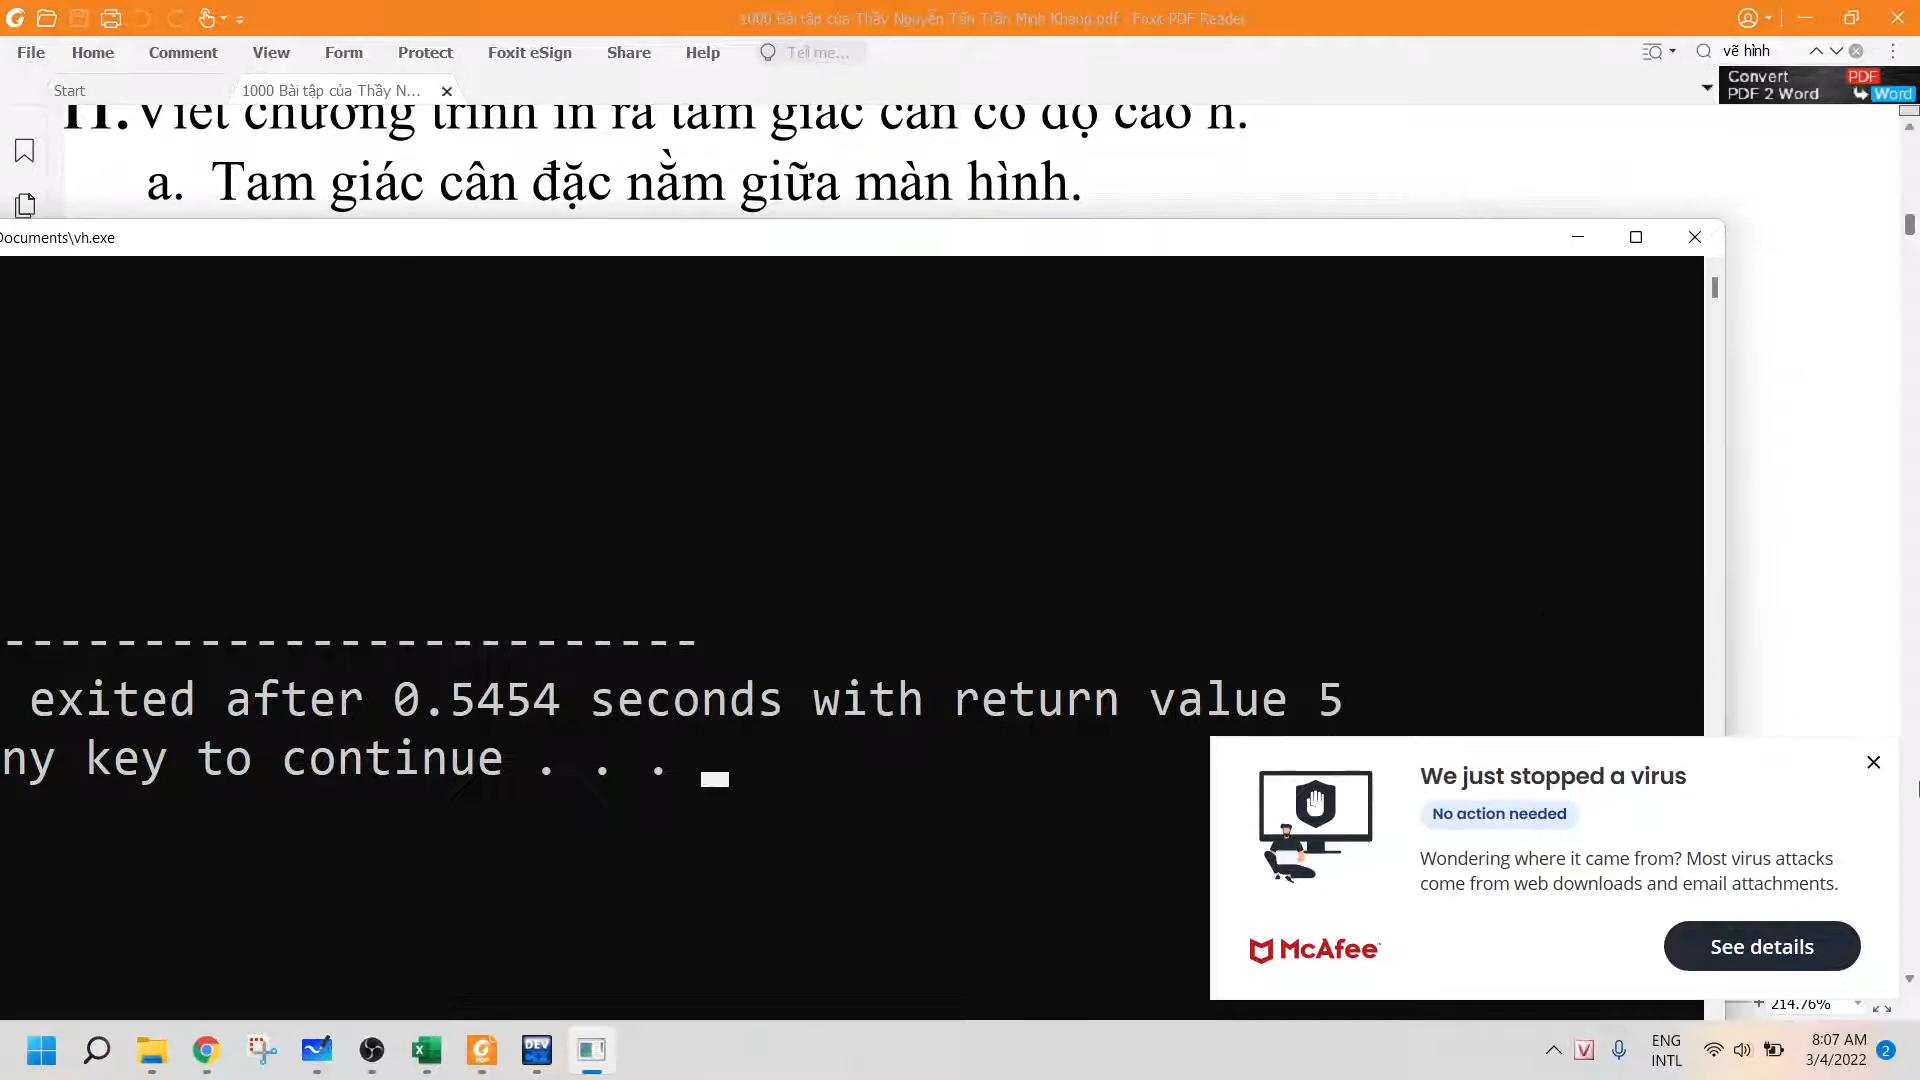 1000 Bài tập của Thầy Nguyễn Tấn Trần Minh Khang.pdf - Foxit PDF Reader
File Home Comment View Form Protect Foxit eSign Share Help Tell me... vẽ hình
Start 1000 Bài tập của Thầy N...
Convert PDF
PDF 2 Word Word
11.Viết chương trình in ra tam giác cân có độ cao h.
a. Tam giác cân đặc nằm giữa màn hình.
Documents\vh.exe
-------------------------
exited after 0.5454 seconds with return value 5
ny key to continue . . .
We just stopped a virus
No action needed
Wondering where it came from? Most virus attacks
come from web downloads and email attachments.
McAfee
See details
214.76%
DEV
ENG
INTL
8:07 AM
3/4/2022
2